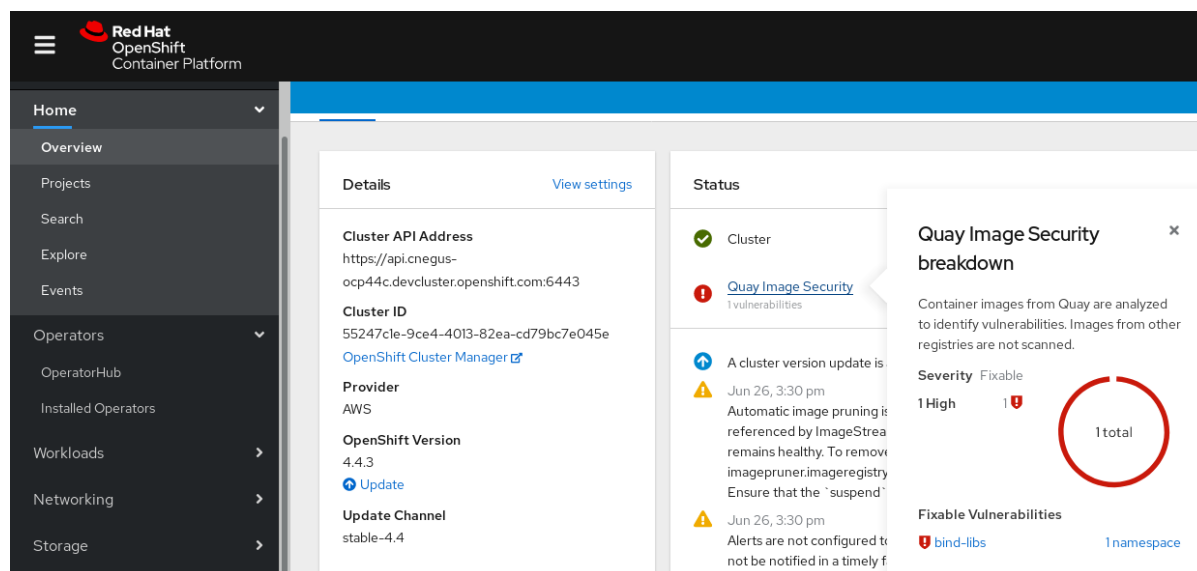 Red Hat
OpenShift
Container Platform
Home
Overview
Projects
Search
Explore
Events
Operators
OperatorHub
Installed Operators
Workloads
Networking
Storage
Details
View settings
Cluster API Address
https://api.cnegus-
ocp44c.devcluster.openshift.com:6443
Cluster ID
55247c1e-9ce4-4013-82ea-cd79bc7e045e
OpenShift Cluster Manager
Provider
AWS
OpenShift Version
4.4.3
Update
Update Channel
stable-4.4
Status
Cluster
Quay Image Security
1 vulnerabilities
A cluster version update is
Jun 26, 3:30 pm
Automatic image pruning is
referenced by ImageStrea
remains healthy. To remove
imagepruner.imageregistry
Ensure that the `suspend`
Jun 26, 3:30 pm
Alerts are not configured to
not be notified in a timely f
Quay Image Security
breakdown
Container images from Quay are analyzed
to identify vulnerabilities. Images from other
registries are not scanned.
Severity Fixable
1 High 1
1 total
Fixable Vulnerabilities
bind-libs 1 namespace